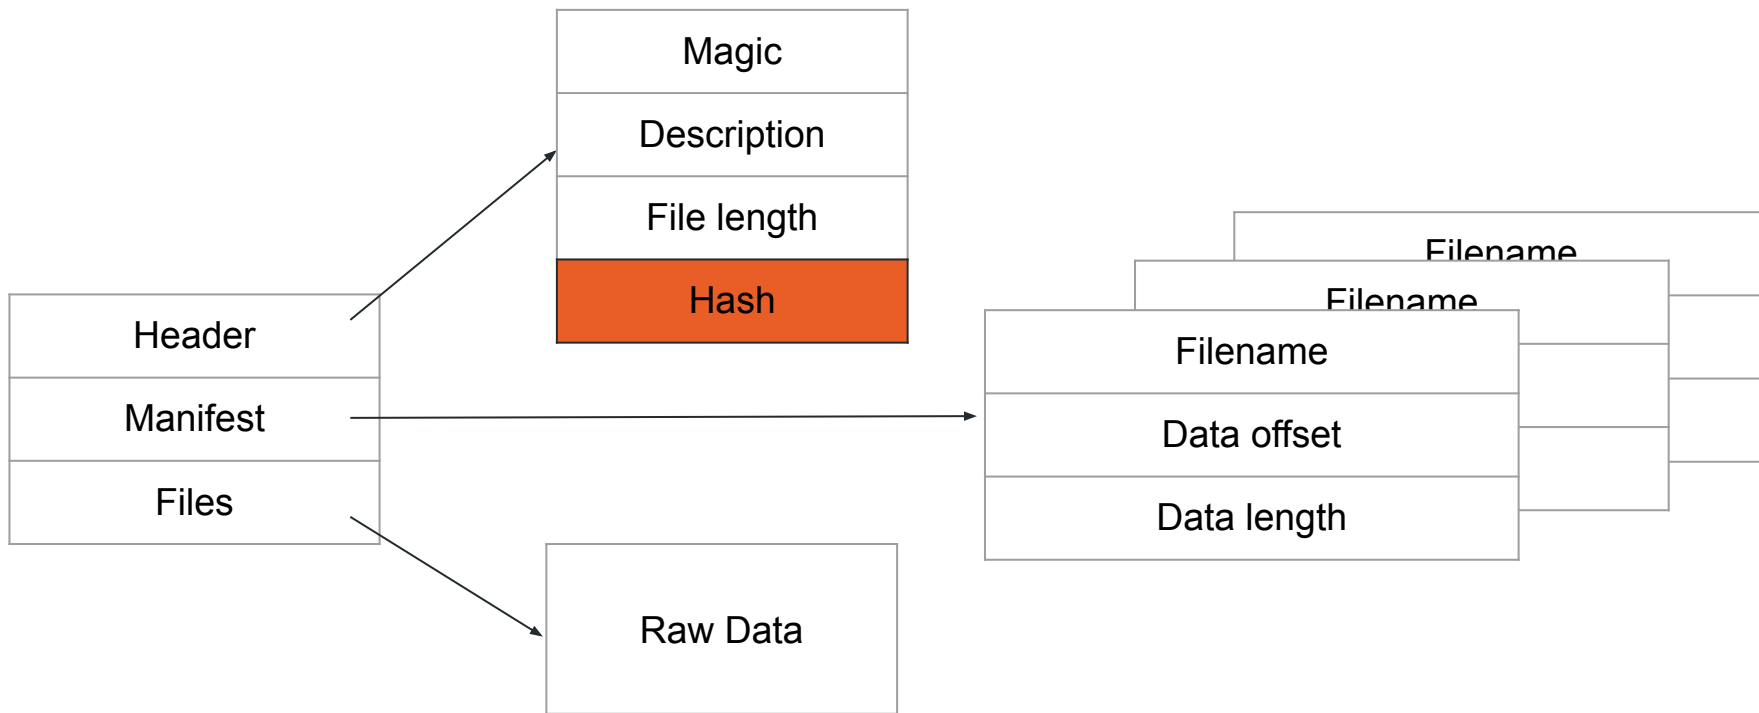 Magic
Description
File length
Hash
Header
Manifest
Files
Filename
Filename
Filename
Data offset
Data length
Raw Data